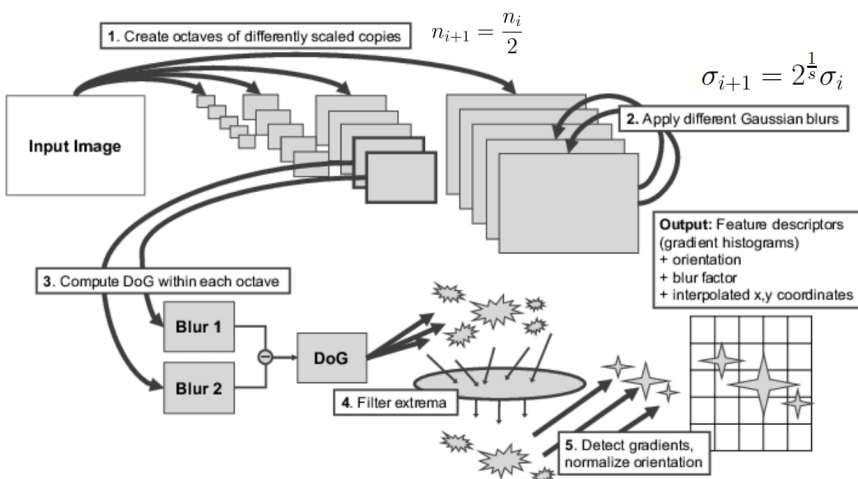 1. Create octaves of differently scaled copies
n_{i+1} = \frac{n_i}{2}
σ_{i+1} = 2^{\frac{1}{s}}σ_i
Input Image
2. Apply different Gaussian blurs
Output: Feature descriptors
(gradient histograms)
+ orientation
+ blur factor
+ interpolated x,y coordinates
3. Compute DoG within each octave
Blur 1
Blur 2
DoG
4. Filter extrema
5. Detect gradients,
normalize orientation